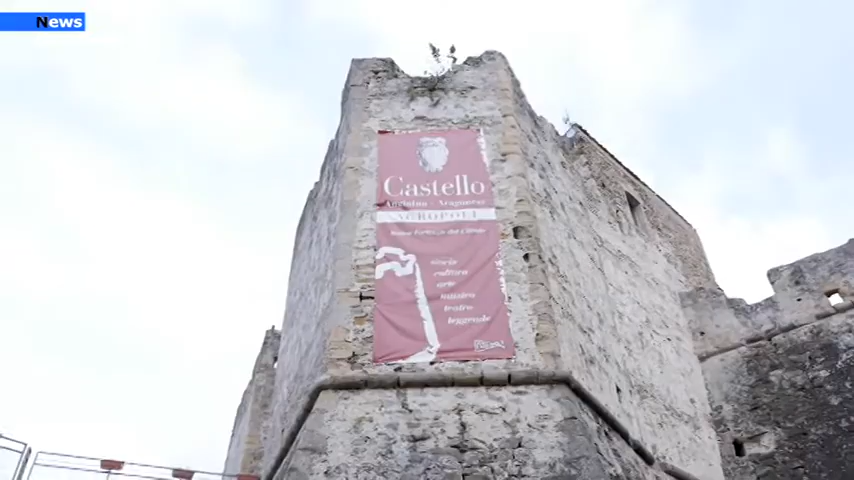 News
Castello
Angioino - Aragonese
AGROPOLI
storia
cultura
arte
musica
teatro
leggende